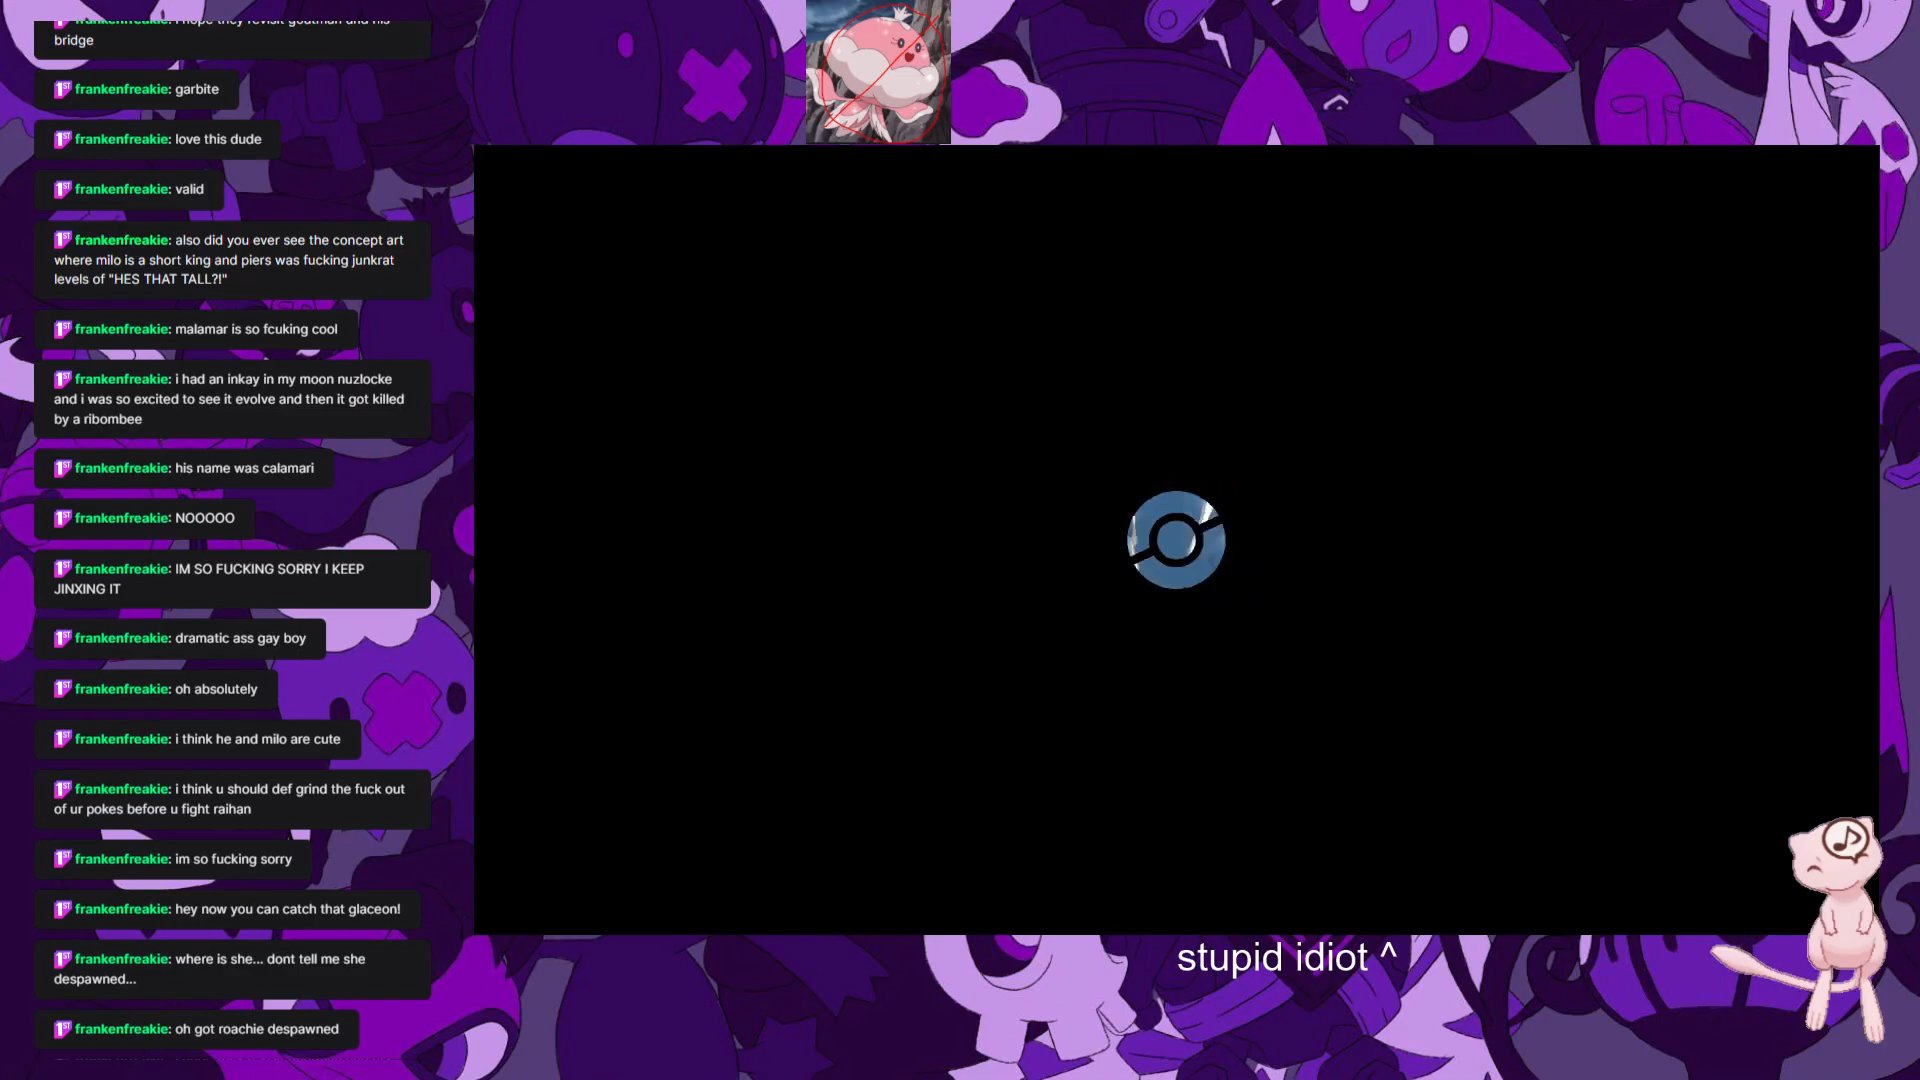 frankenfreakie: i hope they revisit goatman and his
bridge
frankenfreakie: garbite
frankenfreakie: love this dude
frankenfreakie: valid
frankenfreakie: also did you ever see the concept art
where milo is a short king and piers was fucking junkrat
levels of "HES THAT TALL?!"
frankenfreakie: malamar is so fcuking cool
frankenfreakie: i had an inkay in my moon nuzlocke
and i was so excited to see it evolve and then it got killed
by a ribombee
frankenfreakie: his name was calamari
frankenfreakie: NOOOOO
frankenfreakie: IM SO FUCKING SORRY I KEEP
JINXING IT
frankenfreakie: dramatic ass gay boy
frankenfreakie: oh absolutely
frankenfreakie: i think he and milo are cute
frankenfreakie: i think u should def grind the fuck out
of ur pokes before u fight raihan
frankenfreakie: im so fucking sorry
frankenfreakie: hey now you can catch that glaceon!
frankenfreakie: where is she... dont tell me she
despawned...
frankenfreakie: oh got roachie despawned
stupid idiot ^